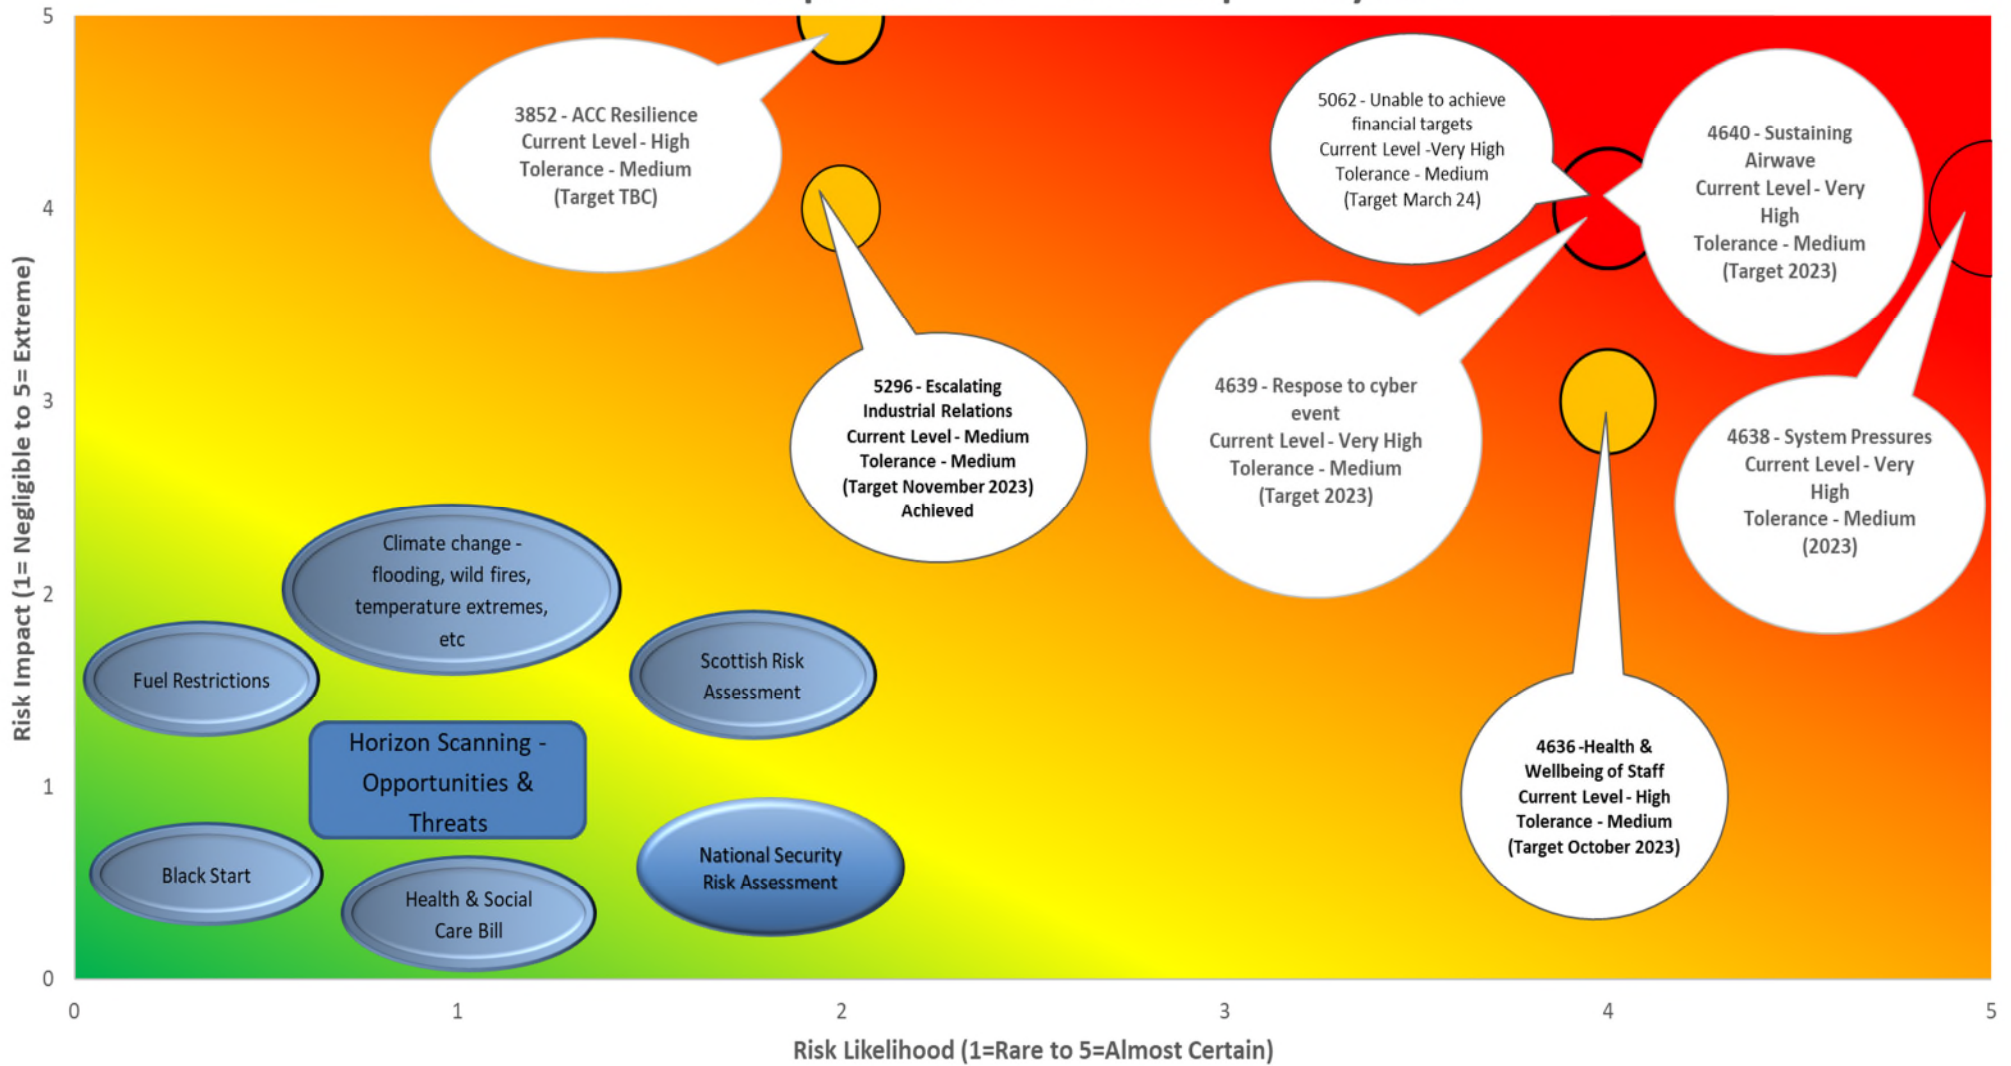 5
4
3
2
1
0
Risk Impact (1= Negligible to 5= Extreme)
3852 - ACC Resilience
Current Level - High
Tolerance - Medium
(Target TBC)
5062 - Unable to achieve
financial targets
Current Level -Very High
Tolerance - Medium
(Target March 24)
4640 - Sustaining
Airwave
Current Level - Very
High
Tolerance - Medium
(Target 2023)
5296 - Escalating
Industrial Relations
Current Level - Medium
Tolerance - Medium
(Target November 2023)
Achieved
4639 - Respose to cyber
event
Current Level - Very High
Tolerance - Medium
(Target 2023)
4638 - System Pressures
Current Level - Very
High
Tolerance - Medium
(2023)
4636 -Health &
Wellbeing of Staff
Current Level - High
Tolerance - Medium
(Target October 2023)
Climate change -
flooding, wild fires,
temperature extremes,
etc
Fuel Restrictions
Scottish Risk
Assessment
Horizon Scanning -
Opportunities &
Threats
Black Start
Health & Social
Care Bill
National Security
Risk Assessment
0
1
2
3
4
5
Risk Likelihood (1=Rare to 5=Almost Certain)